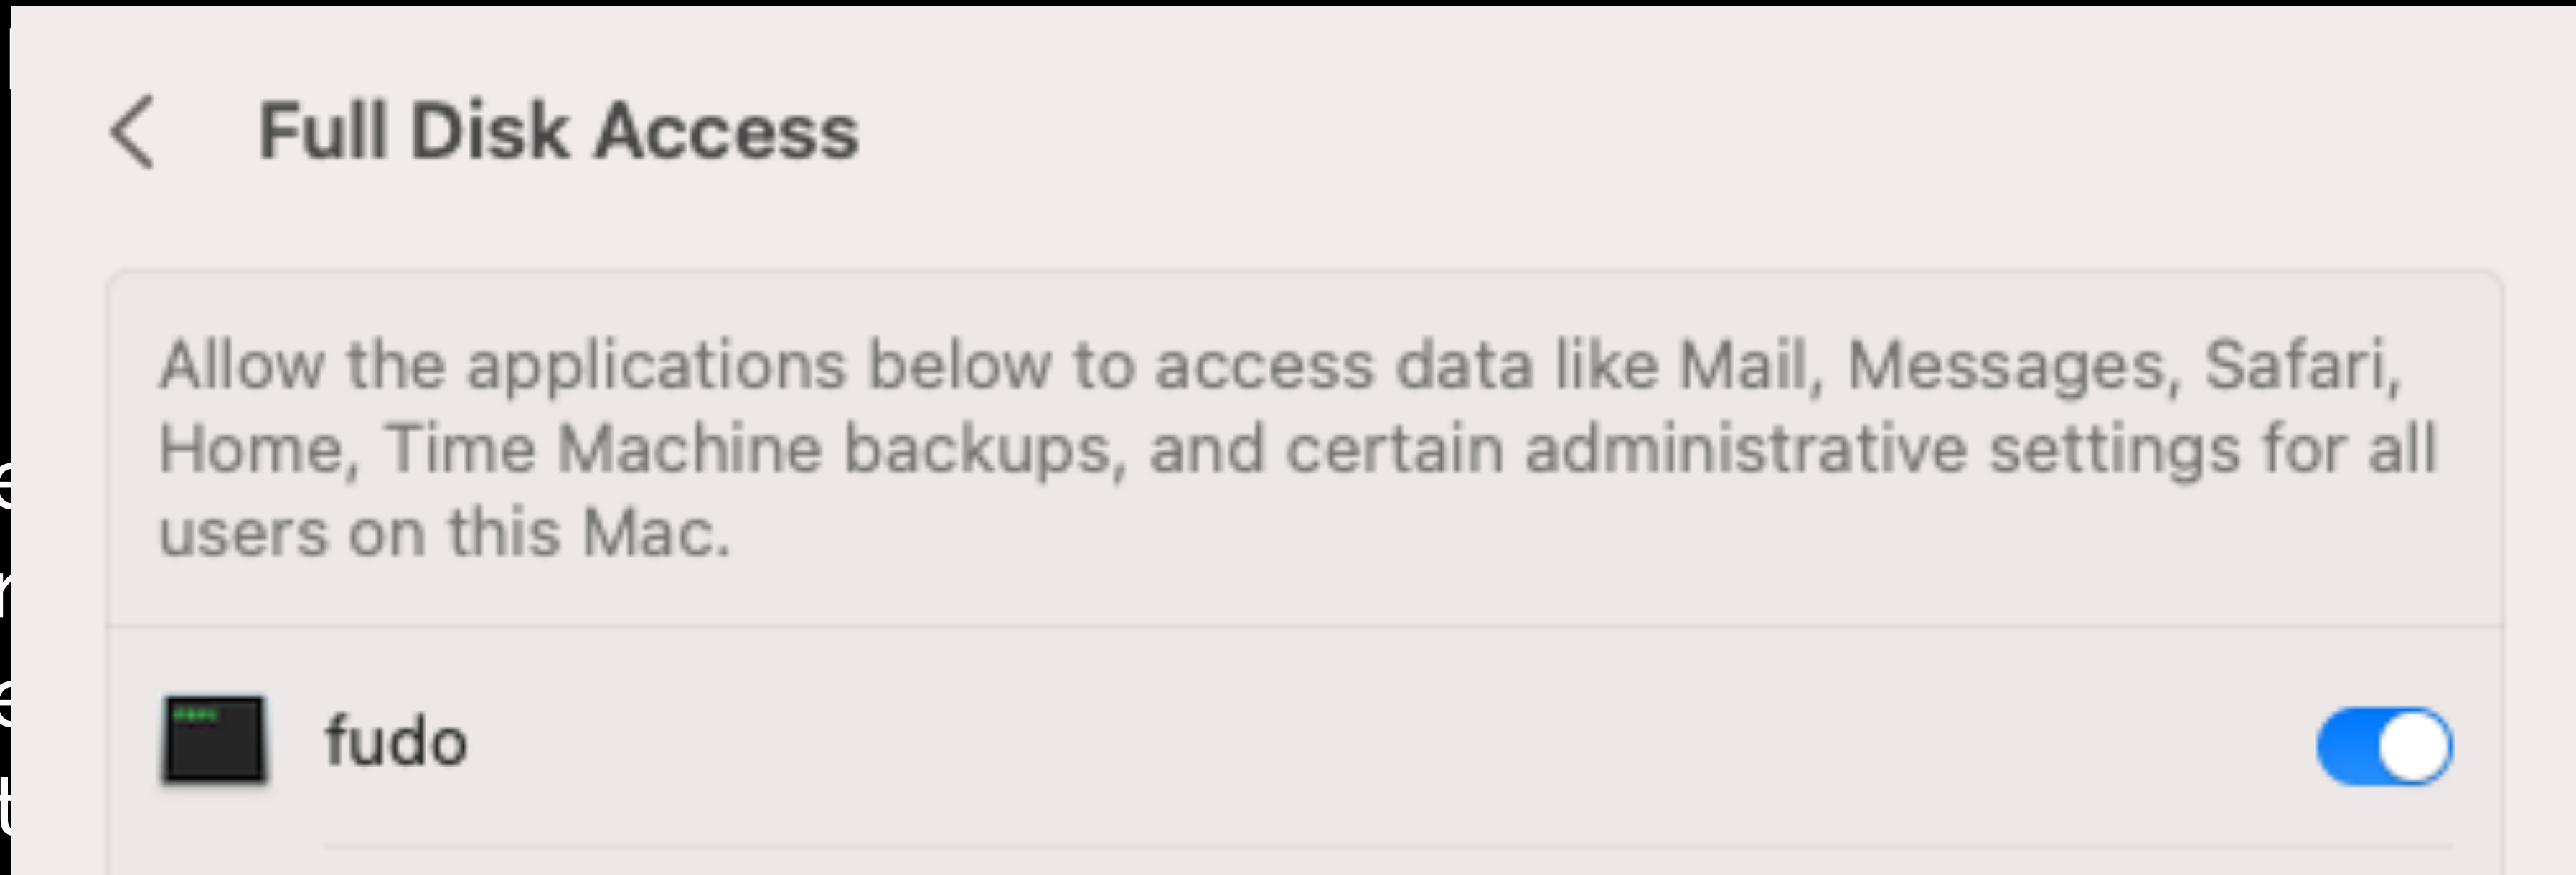 Full Disk Access
Allow the applications below to access data like Mail, Messages, Safari,
Home, Time Machine backups, and certain administrative settings for all
users on this Mac.
fudo